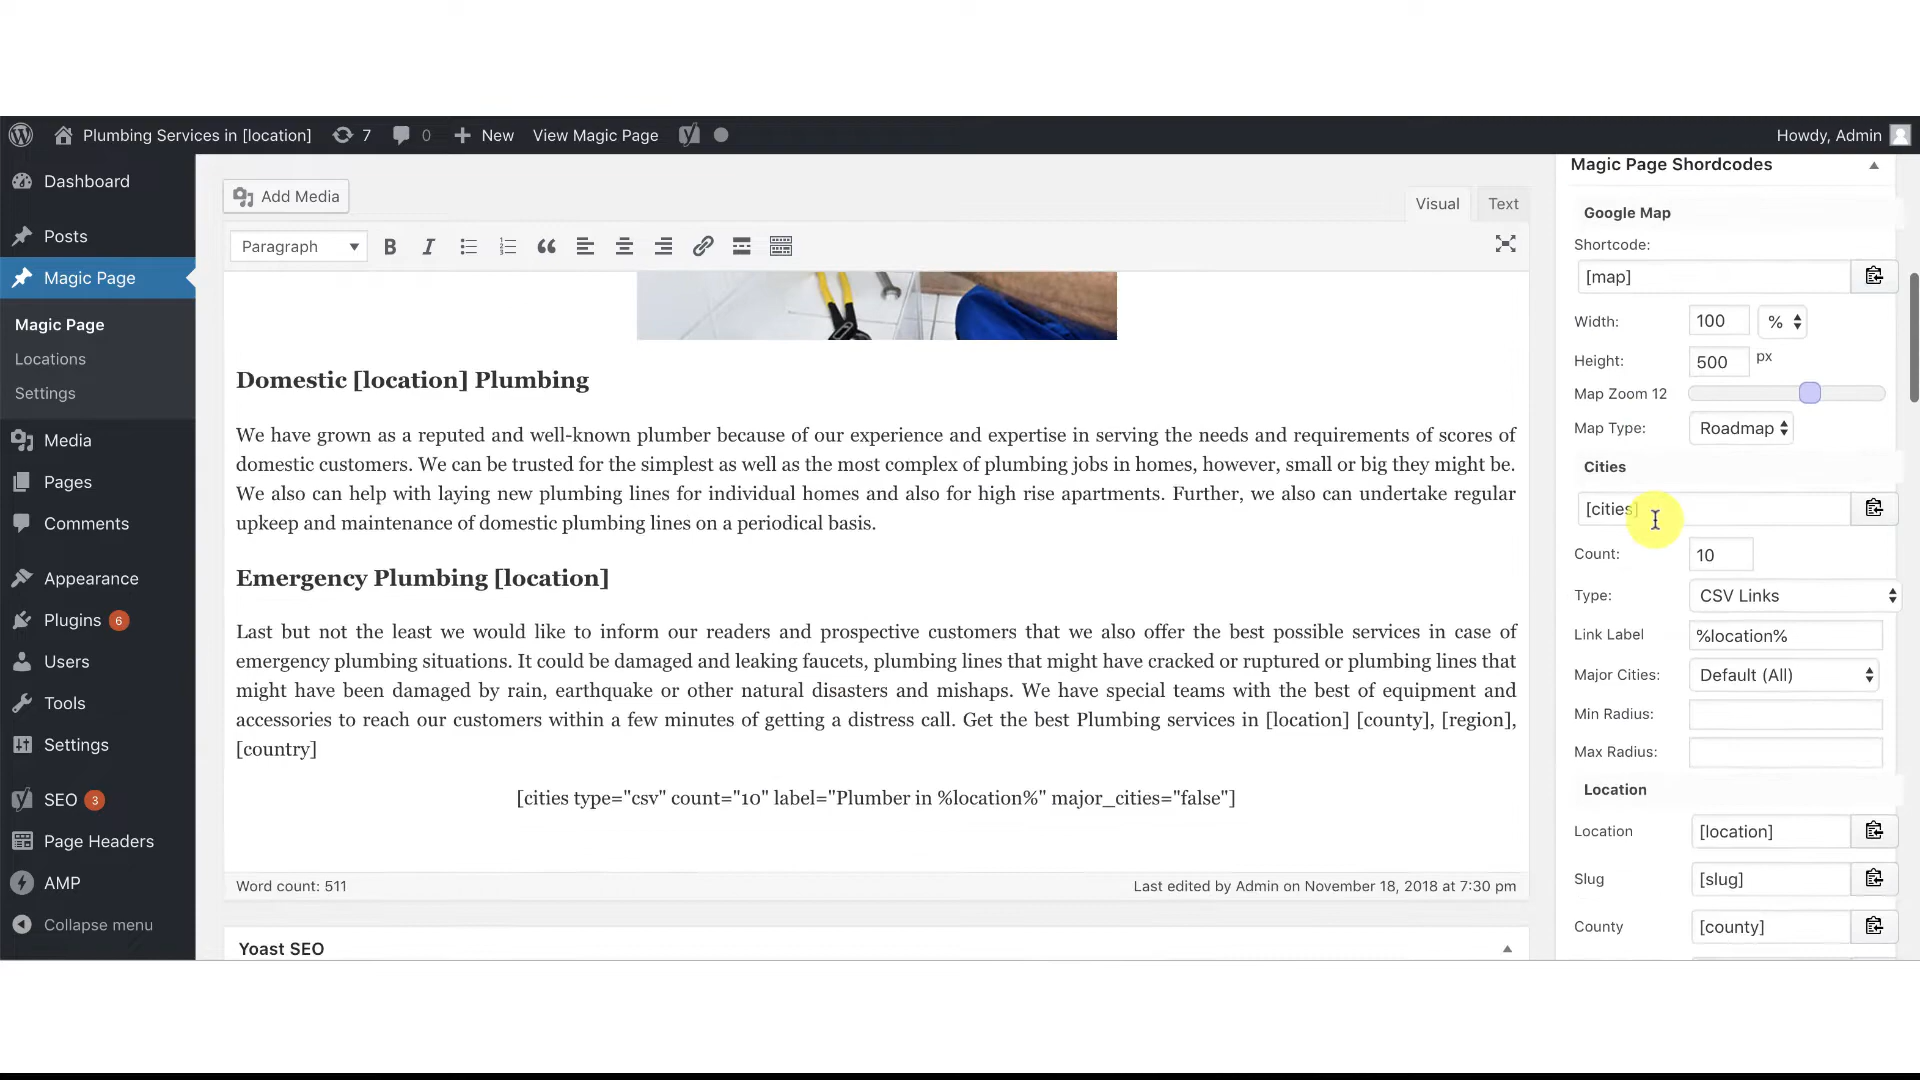 Plumbing Services in [location] 7 0 New View Magic Page Howdy, Admin
Dashboard
Posts
Magic Page
Magic Page
Locations
Settings
Media
Pages
Comments
Appearance
Plugins 6
Users
Tools
Settings
SEO 3
Page Headers
AMP
Collapse menu
Add Media
Visual Text
Paragraph
Domestic [location] Plumbing
We have grown as a reputed and well-known plumber because of our experience and expertise in serving the needs and requirements of scores of
domestic customers. We can be trusted for the simplest as well as the most complex of plumbing jobs in homes, however, small or big they might be.
We also can help with laying new plumbing lines for individual homes and also for high rise apartments. Further, we also can undertake regular
upkeep and maintenance of domestic plumbing lines on a periodical basis.
Emergency Plumbing [location]
Last but not the least we would like to inform our readers and prospective customers that we also offer the best possible services in case of
emergency plumbing situations. It could be damaged and leaking faucets, plumbing lines that might have cracked or ruptured or plumbing lines that
might have been damaged by rain, earthquake or other natural disasters and mishaps. We have special teams with the best of equipment and
accessories to reach our customers within a few minutes of getting a distress call. Get the best Plumbing services in [location] [county], [region],
[country]
[cities type="csv" count="10" label="Plumber in %location%" major_cities="false"]
Word count: 511 Last edited by Admin on November 18, 2018 at 7:30 pm
Yoast SEO
Magic Page Shordcodes
Google Map
Shortcode:
[map]
Width: 100 %
Height: 500 px
Map Zoom 12
Map Type: Roadmap
Cities
[cities]
Count: 10
Type: CSV Links
Link Label %location%
Major Cities: Default (All)
Min Radius:
Max Radius:
Location
Location [location]
Slug [slug]
County [county]